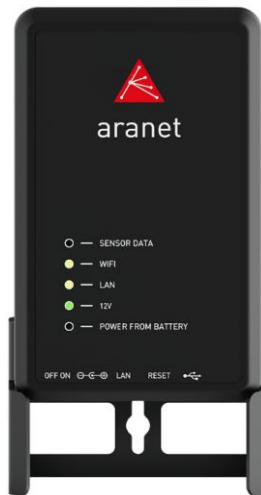 aranet
SENSOR DATA
WIFI
LAN
12V
POWER FROM BATTERY
OFF ON LAN RESET